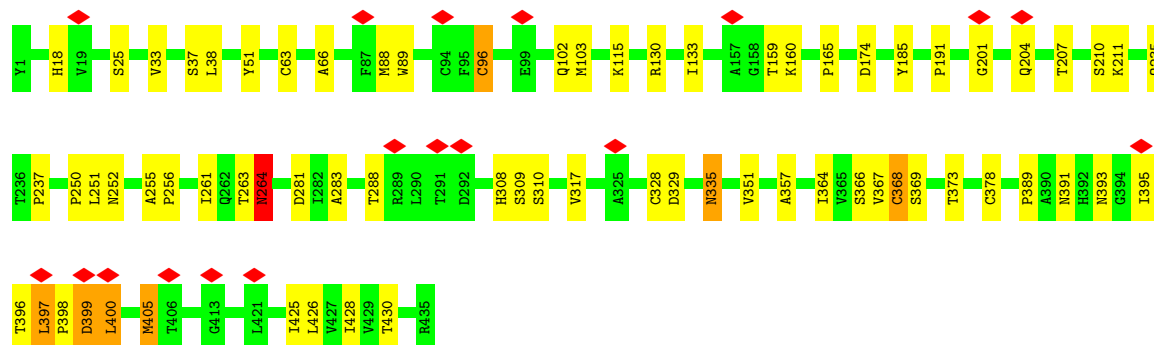 Y1 H18 V19 S25 V33 S37 L38 Y51 C63 A66 F87 M88 W89 C94 F95 C96 E99 Q102 M103 K115 R130 I133 A157 G158 T159 K160 P165 D174 Y185 P191 G201 Q204 T207 S210 K211
T236 P237 P250 L251 N252 A255 P256 I261 Q262 T263 N264 D281 I282 A283 T288 R289 L290 T291 D292 H308 S309 S310 V317 A325 C328 D329 N335 V351 A357 I364 V365 S366 V367 C368 S369 T373 C378 P389 A390 N391 H392 N393 G394 I395
T396 L397 P398 D399 L400 M405 T406 G413 L421 I425 L426 V427 I428 V429 T430 R435